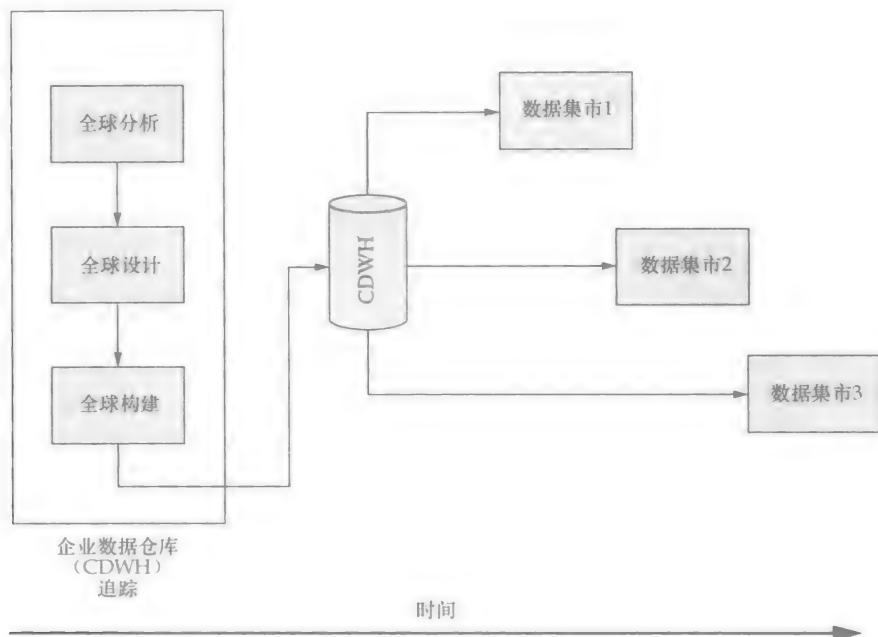 全球分析
全球设计
全球构建
企业数据仓库
（CDWH）
追踪
CDWH
数据集市1
数据集市2
数据集市3
时间